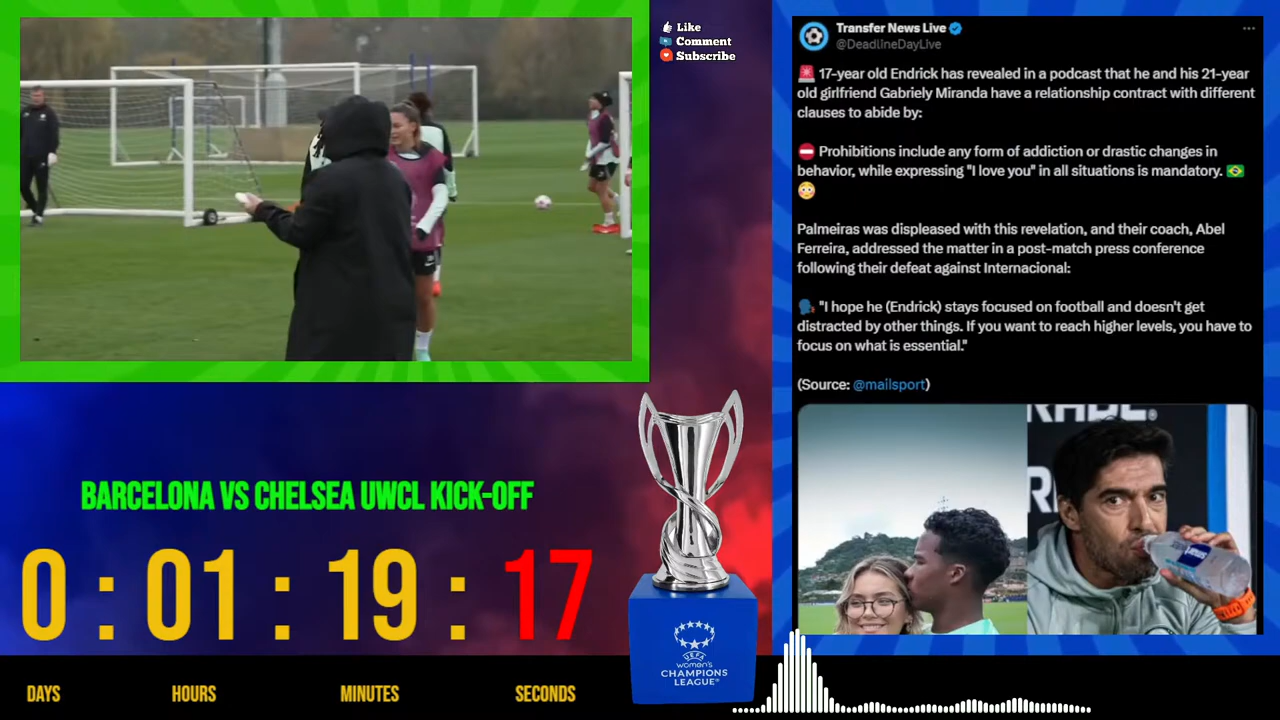 Like
Comment
Subscribe
Transfer News Live
@DeadlineDayLive
🚨 17-year old Endrick has revealed in a podcast that he and his 21-year
old girlfriend Gabriely Miranda have a relationship contract with different
clauses to abide by:
⛔ Prohibitions include any form of addiction or drastic changes in
behavior, while expressing "I love you" in all situations is mandatory. 🇧🇷
😳
Palmeiras was displeased with this revelation, and their coach, Abel
Ferreira, addressed the matter in a post-match press conference
following their defeat against Internacional:
🗣️ "I hope he (Endrick) stays focused on football and doesn't get
distracted by other things. If you want to reach higher levels, you have to
focus on what is essential."
(Source: @mailsport)
BARCELONA VS CHELSEA UWCL KICK-OFF
0 : 01 : 19 : 17
DAYS HOURS MINUTES SECONDS
UEFA
WOMEN'S
CHAMPIONS
LEAGUE®